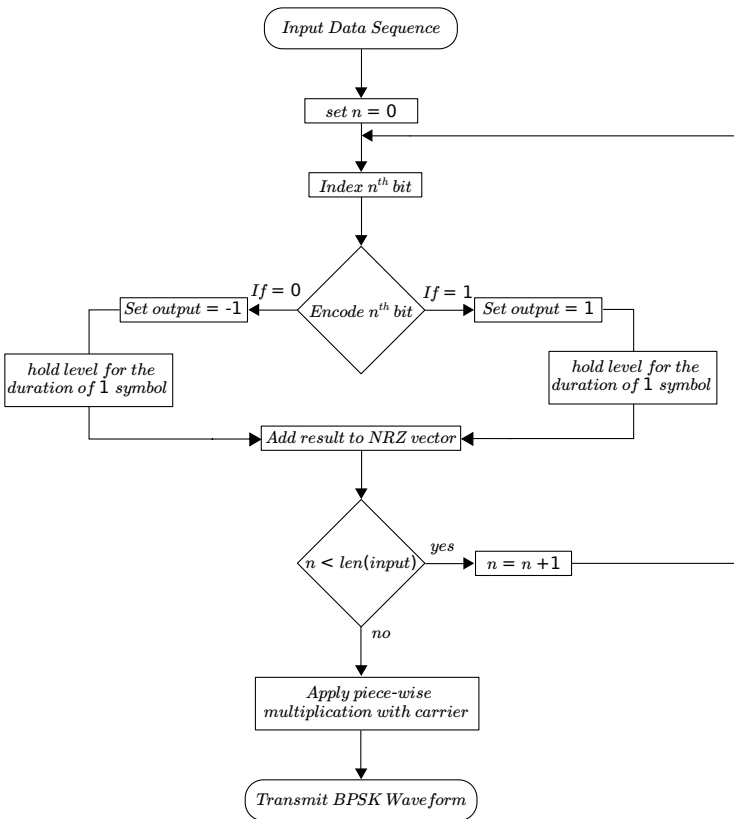 Input Data Sequence
set n = 0
Index nᵗʰ bit
If = 0
If = 1
Set output = -1
Encode nᵗʰ bit
Set output = 1
hold level for the
duration of 1 symbol
hold level for the
duration of 1 symbol
Add result to NRZ vector
yes
n < len(input)
n = n +1
no
Apply piece-wise
multiplication with carrier
Transmit BPSK Waveform